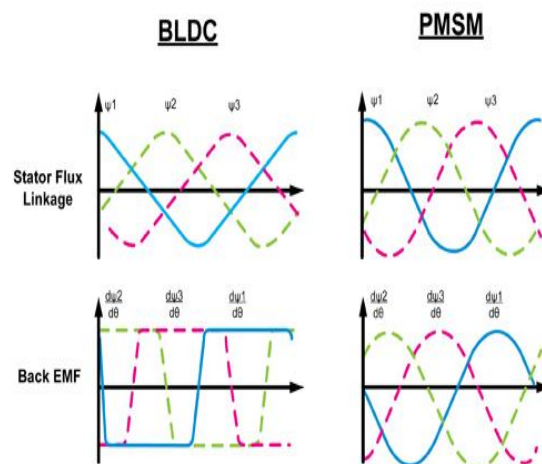 BLDC
PMSM
Stator Flux
Linkage
ψ1
ψ2
ψ3
ψ1
ψ2
ψ3
Back EMF
dψ2
dθ
dψ3
dθ
dψ1
dθ
dψ2
dθ
dψ3
dθ
dψ1
dθ